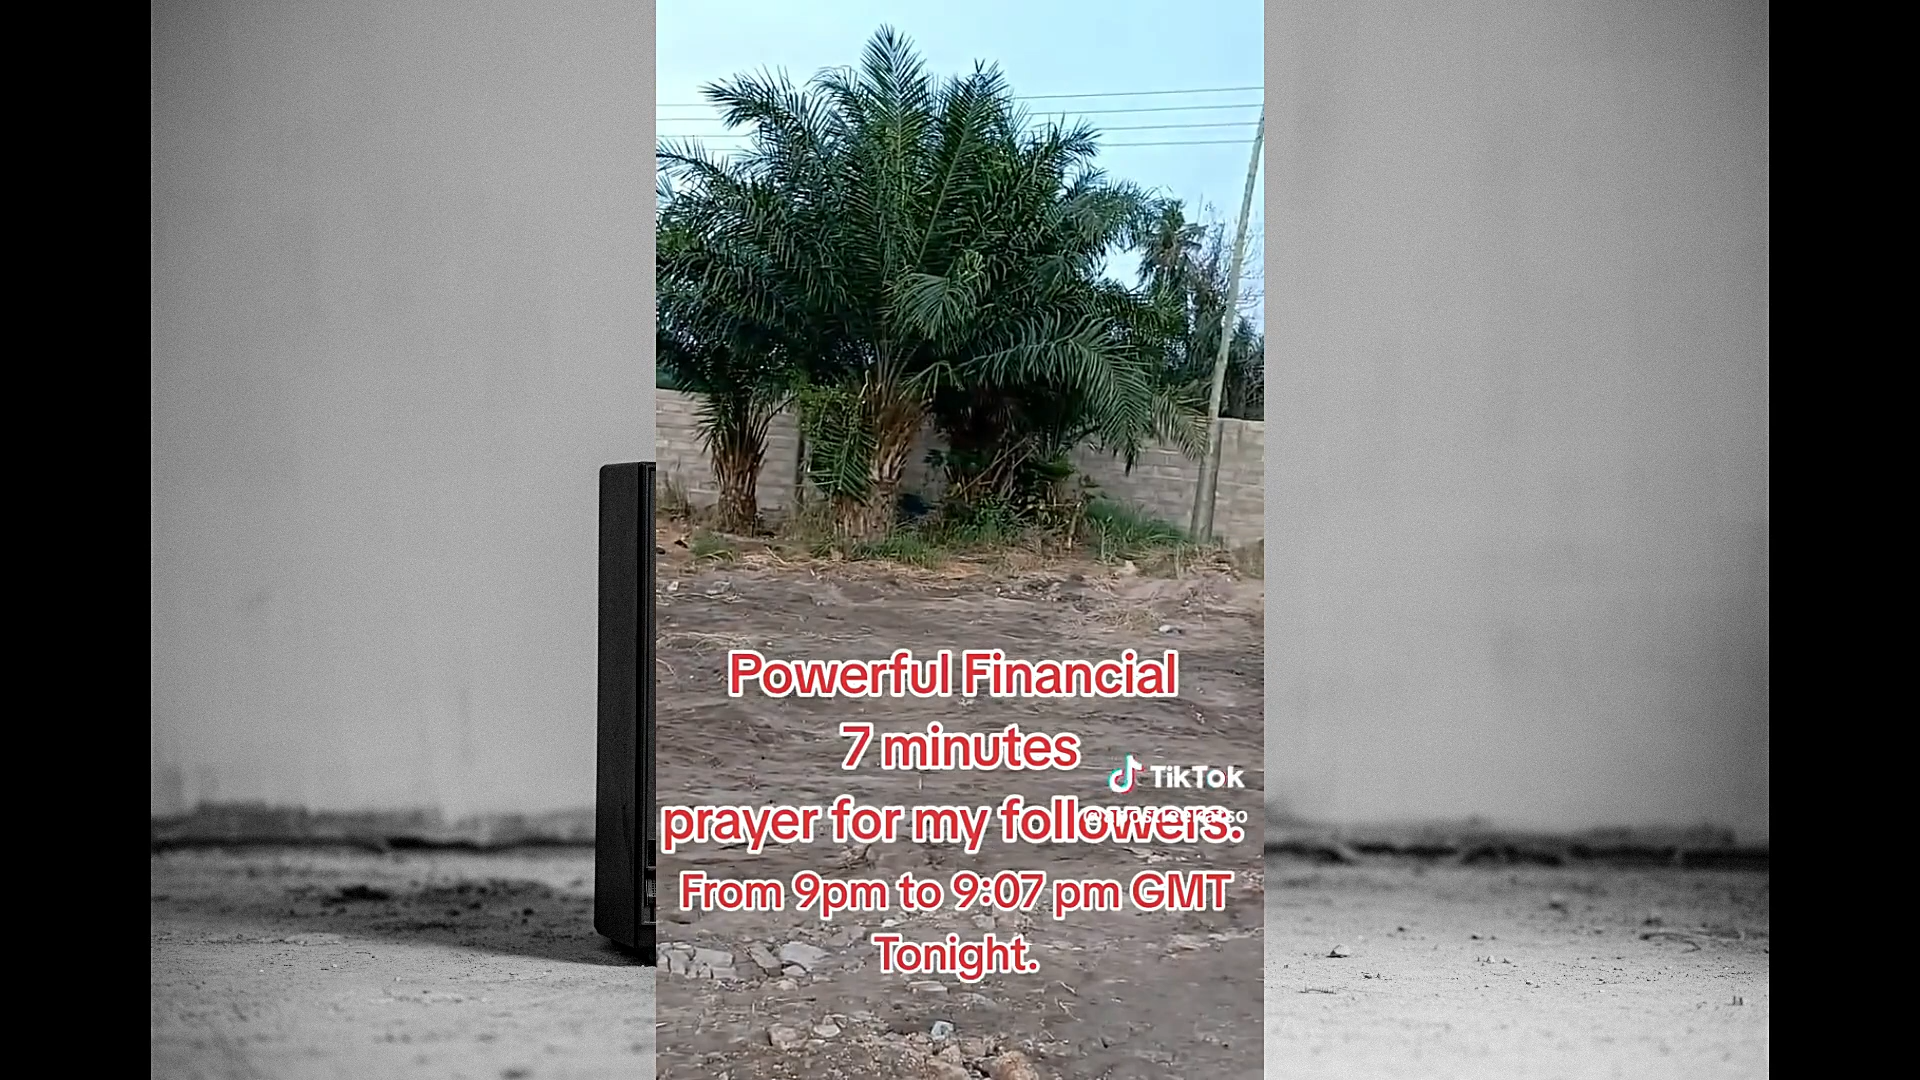 Powerful Financial
7 minutes
TikTok
prayer for my followers.
From 9pm to 9:07 pm GMT
Tonight.